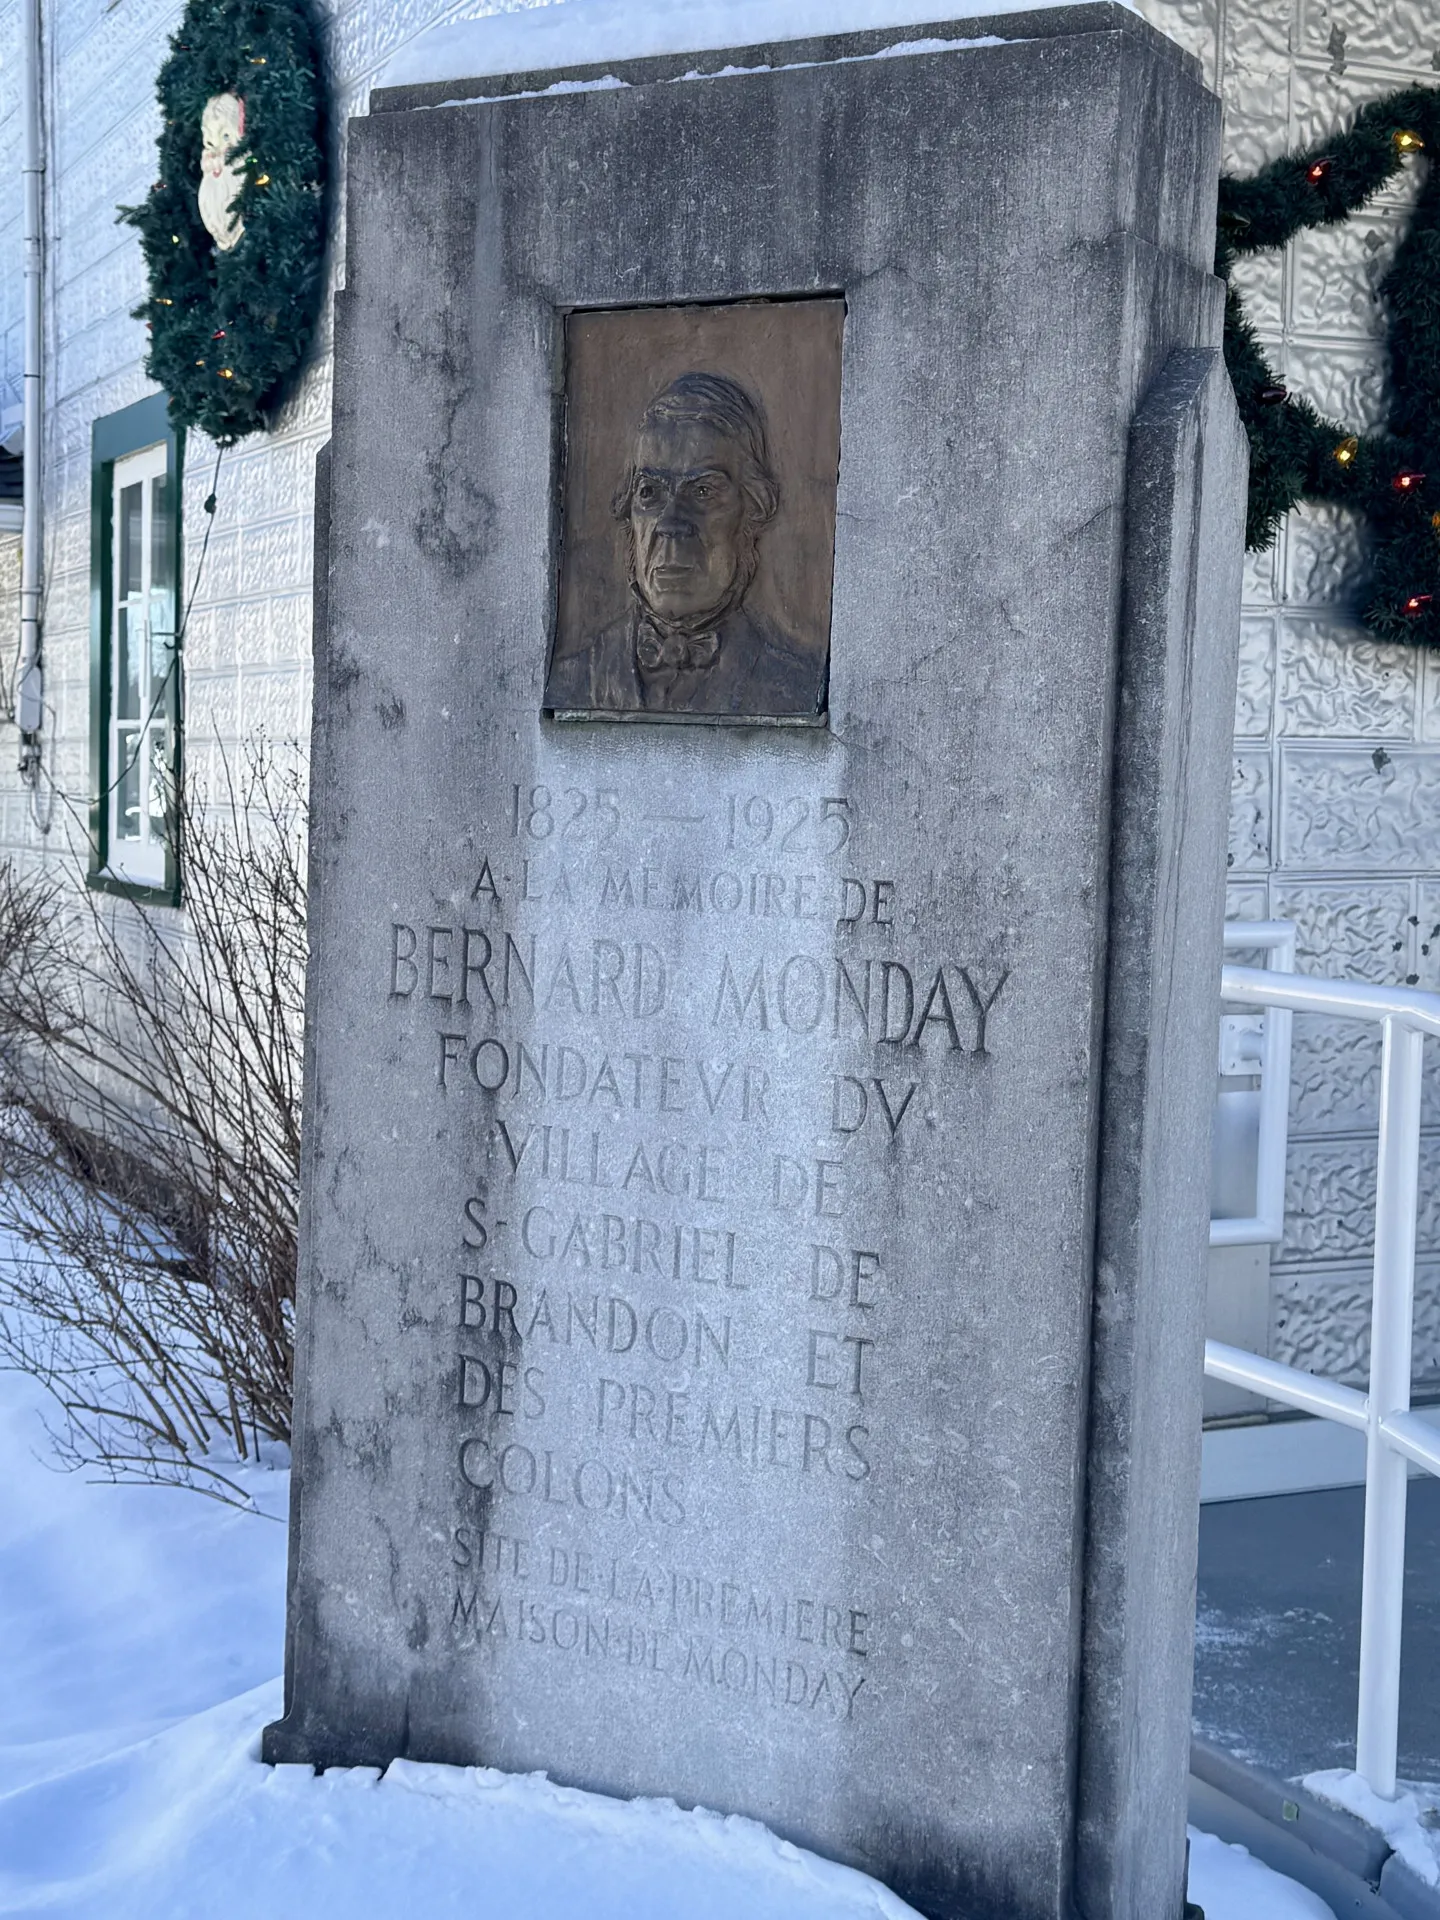 1825 — 1925
A·LA·MEMOIRE·DE
BERNARD MONDAY
FONDATEVR DV
VILLAGE DE
S-GABRIEL DE
BRANDON ET
DES PREMIERS
COLONS
SITE·DE·LA·PREMIERE
MAISON·DE·MONDAY